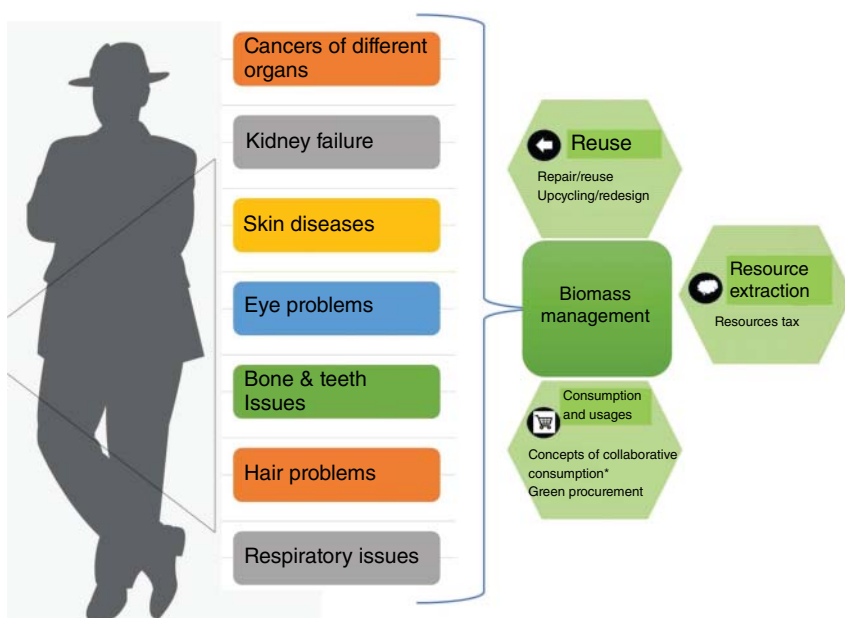 Cancers of different
organs
Kidney failure
Skin diseases
Eye problems
Bone & teeth
Issues
Hair problems
Respiratory issues
Reuse
Repair/reuse
Upcycling/redesign
Biomass
management
Resource
extraction
Resources tax
Consumption
and usages
Concepts of collaborative
consumption*
Green procurement